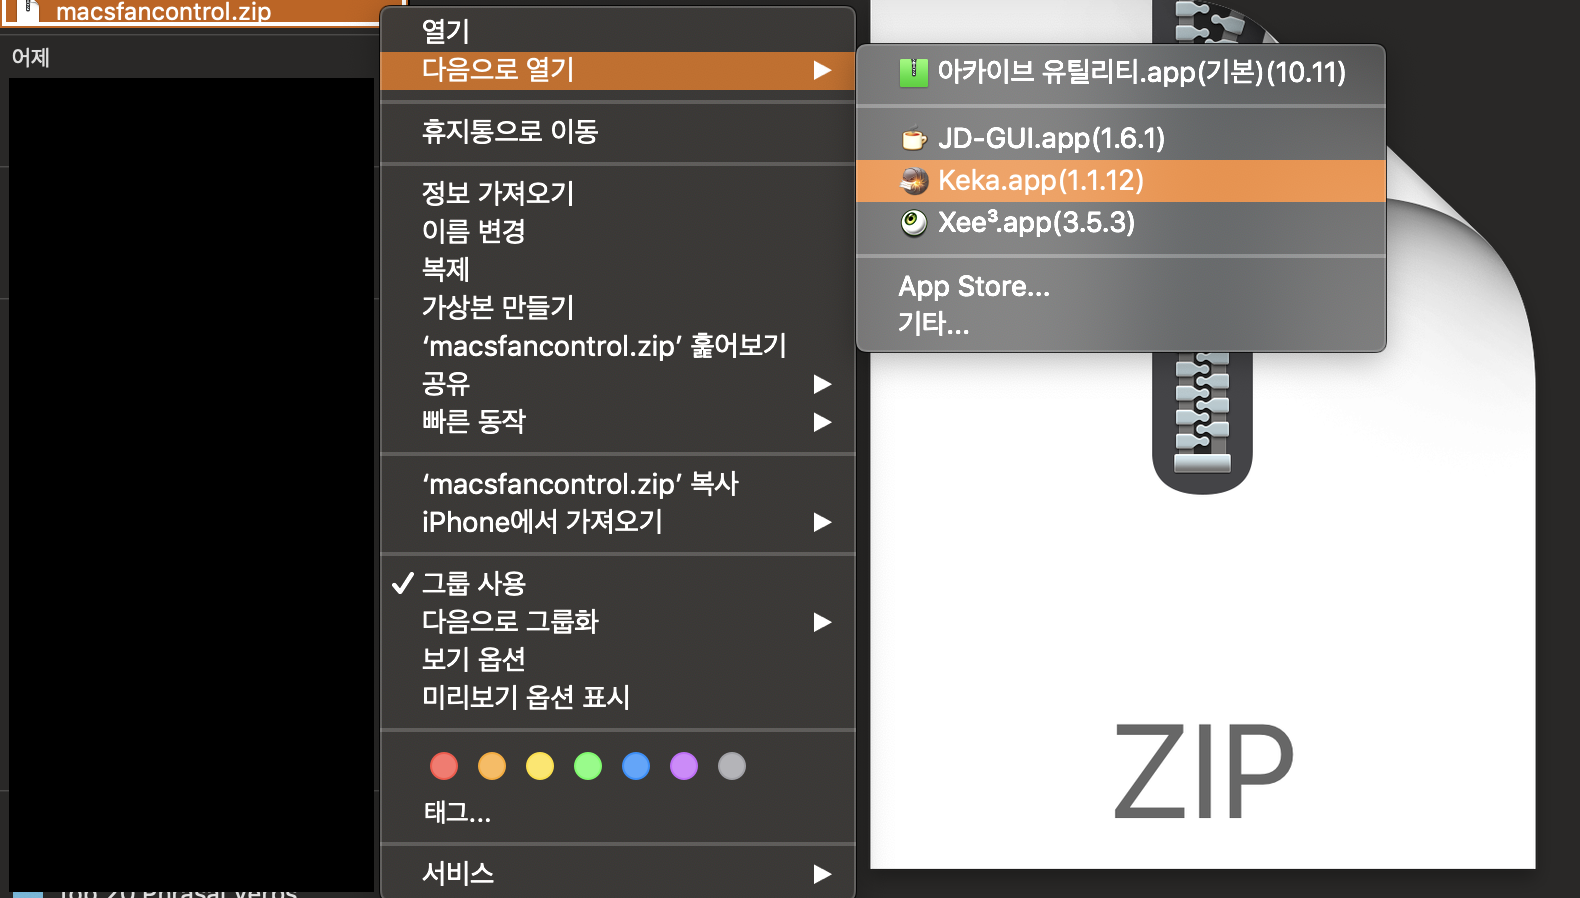 macsfancontrol.zip
어제
열기
다음으로 열기
휴지통으로 이동
정보 가져오기
이름 변경
복제
가상본 만들기
‘macsfancontrol.zip’ 훑어보기
공유
빠른 동작
‘macsfancontrol.zip’ 복사
iPhone에서 가져오기
그룹 사용
다음으로 그룹화
보기 옵션
미리보기 옵션 표시
태그...
서비스
아카이브 유틸리티.app(기본)(10.11)
JD-GUI.app(1.6.1)
Keka.app(1.1.12)
Xee³.app(3.5.3)
App Store...
기타...
ZIP
Top 20 Phrasal Verbs